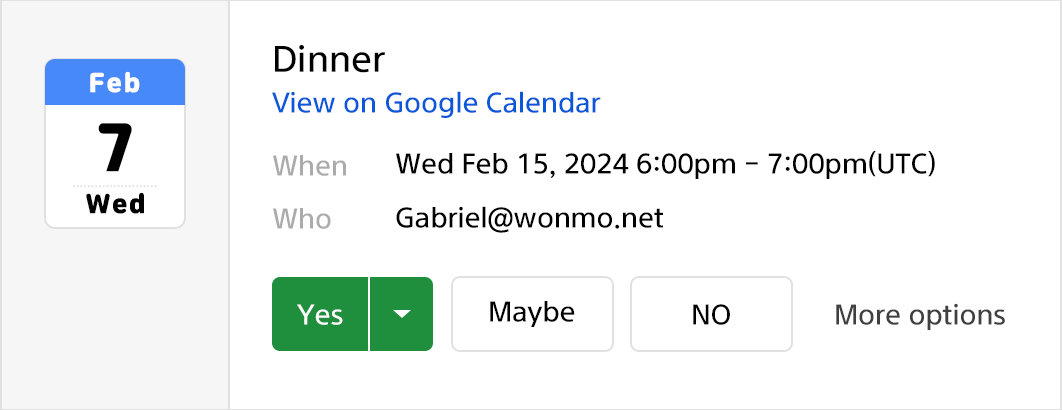 Feb
7
Wed
Dinner
View on Google Calendar
When Wed Feb 15, 2024 6:00pm - 7:00pm(UTC)
Who Gabriel@wonmo.net
Yes Maybe NO More options